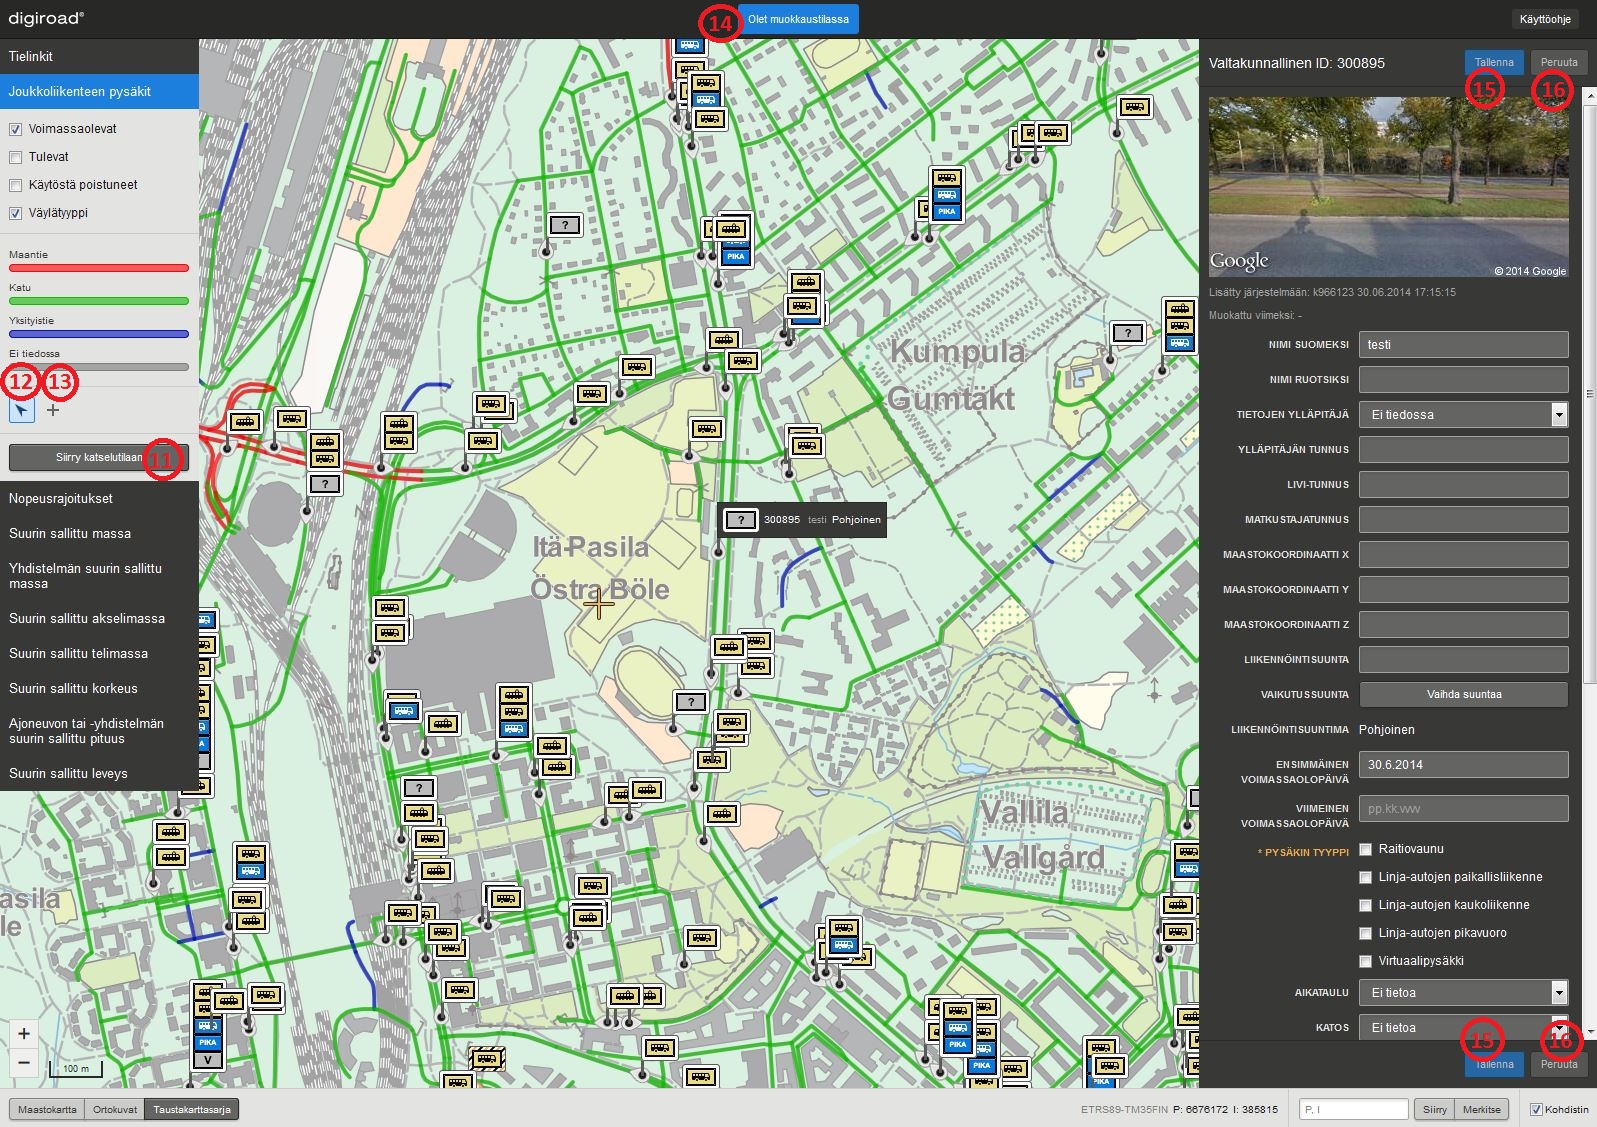 digiroad®
14
Olet muokkaustilassa
Käyttöohje
Tielinkit
Joukkoliikenteen pysäkit
Voimassaolevat
Tulevat
Käytöstä poistuneet
Väylätyyppi
Maantie
Katu
Yksityistie
Ei tiedossa
12
13
+
Siirry katselutilaan
11
Nopeusrajoitukset
Suurin sallittu massa
Yhdistelmän suurin sallittu
massa
Suurin sallittu akselimassa
Suurin sallittu telimassa
Suurin sallittu korkeus
Ajoneuvon tai -yhdistelmän
suurin sallittu pituus
Suurin sallittu leveys
PIKA
?
PIKA
?
Kumpula
Gumtäkt
?
? 300895 testi Pohjoinen
Itä-Pasila
Östra Böle
?
?
Vallila
Vallgård
asila
le
PIKA
V
PIKA
PIKA
PIKA
+
−
100 m
Valtakunnallinen ID: 300895
Tallenna
Peruuta
15
16
Google
© 2014 Google
Lisätty järjestelmään: k966123 30.06.2014 17:15:15
Muokattu viimeksi: -
NIMI SUOMEKSI testi
NIMI RUOTSIKSI
TIETOJEN YLLÄPITÄJÄ Ei tiedossa
YLLÄPITÄJÄN TUNNUS
LIVI-TUNNUS
MATKUSTAJATUNNUS
MAASTOKOORDINAATTI X
MAASTOKOORDINAATTI Y
MAASTOKOORDINAATTI Z
LIIKENNÖINTISUUNTA
VAIKUTUSSUUNTA Vaihda suuntaa
LIIKENNÖINTISUUNTIMA Pohjoinen
ENSIMMÄINEN
VOIMASSAOLOPÄIVÄ 30.6.2014
VIIMEINEN
VOIMASSAOLOPÄIVÄ pp.kk.vvvv
* PYSÄKIN TYYPPI Raitiovaunu
Linja-autojen paikallisliikenne
Linja-autojen kaukoliikenne
Linja-autojen pikavuoro
Virtuaalipysäkki
AIKATAULU Ei tietoa
KATOS Ei tietoa
15
16
Tallenna
Peruuta
Maastokartta
Ortokuvat
Taustakarttasarja
ETRS89-TM35FIN P: 6676172 I: 385815
P, I
Siirry
Merkitse
Kohdistin